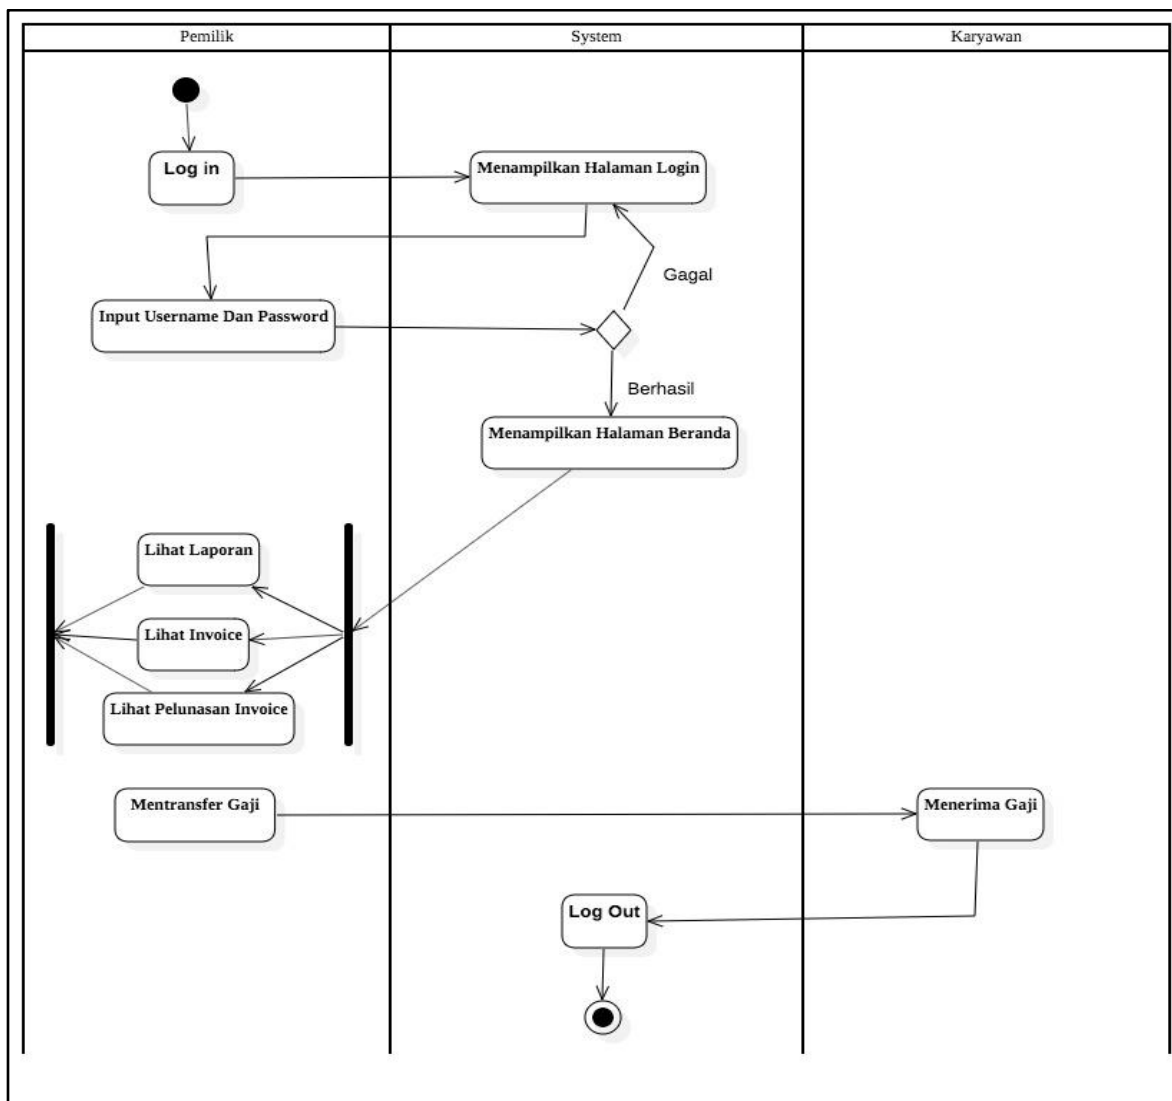 Pemilik
System
Karyawan
Log in
Menampilkan Halaman Login
Gagal
Input Username Dan Password
Berhasil
Menampilkan Halaman Beranda
Lihat Laporan
Lihat Invoice
Lihat Pelunasan Invoice
Mentransfer Gaji
Menerima Gaji
Log Out